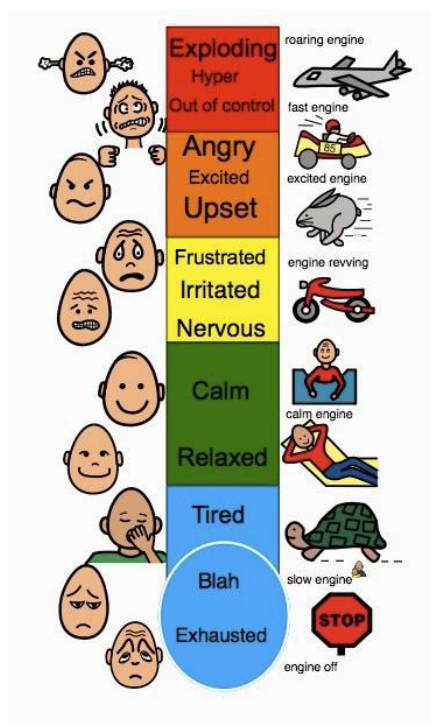 Exploding
Hyper
Out of control
Angry
Excited
Upset
Frustrated
Irritated
Nervous
Calm
Relaxed
Tired
Blah
Exhausted
roaring engine
fast engine
85
excited engine
engine revving
calm engine
slow engine
STOP
engine off